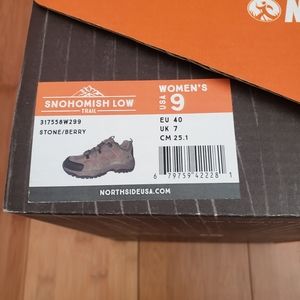 N
SNOHOMISH LOW
TRAIL
317558W299
STONE/BERRY
WOMEN'S
USA 9
EU 40
UK 7
CM 25.1
6 79759 42228 1
NORTHSIDEUSA.COM